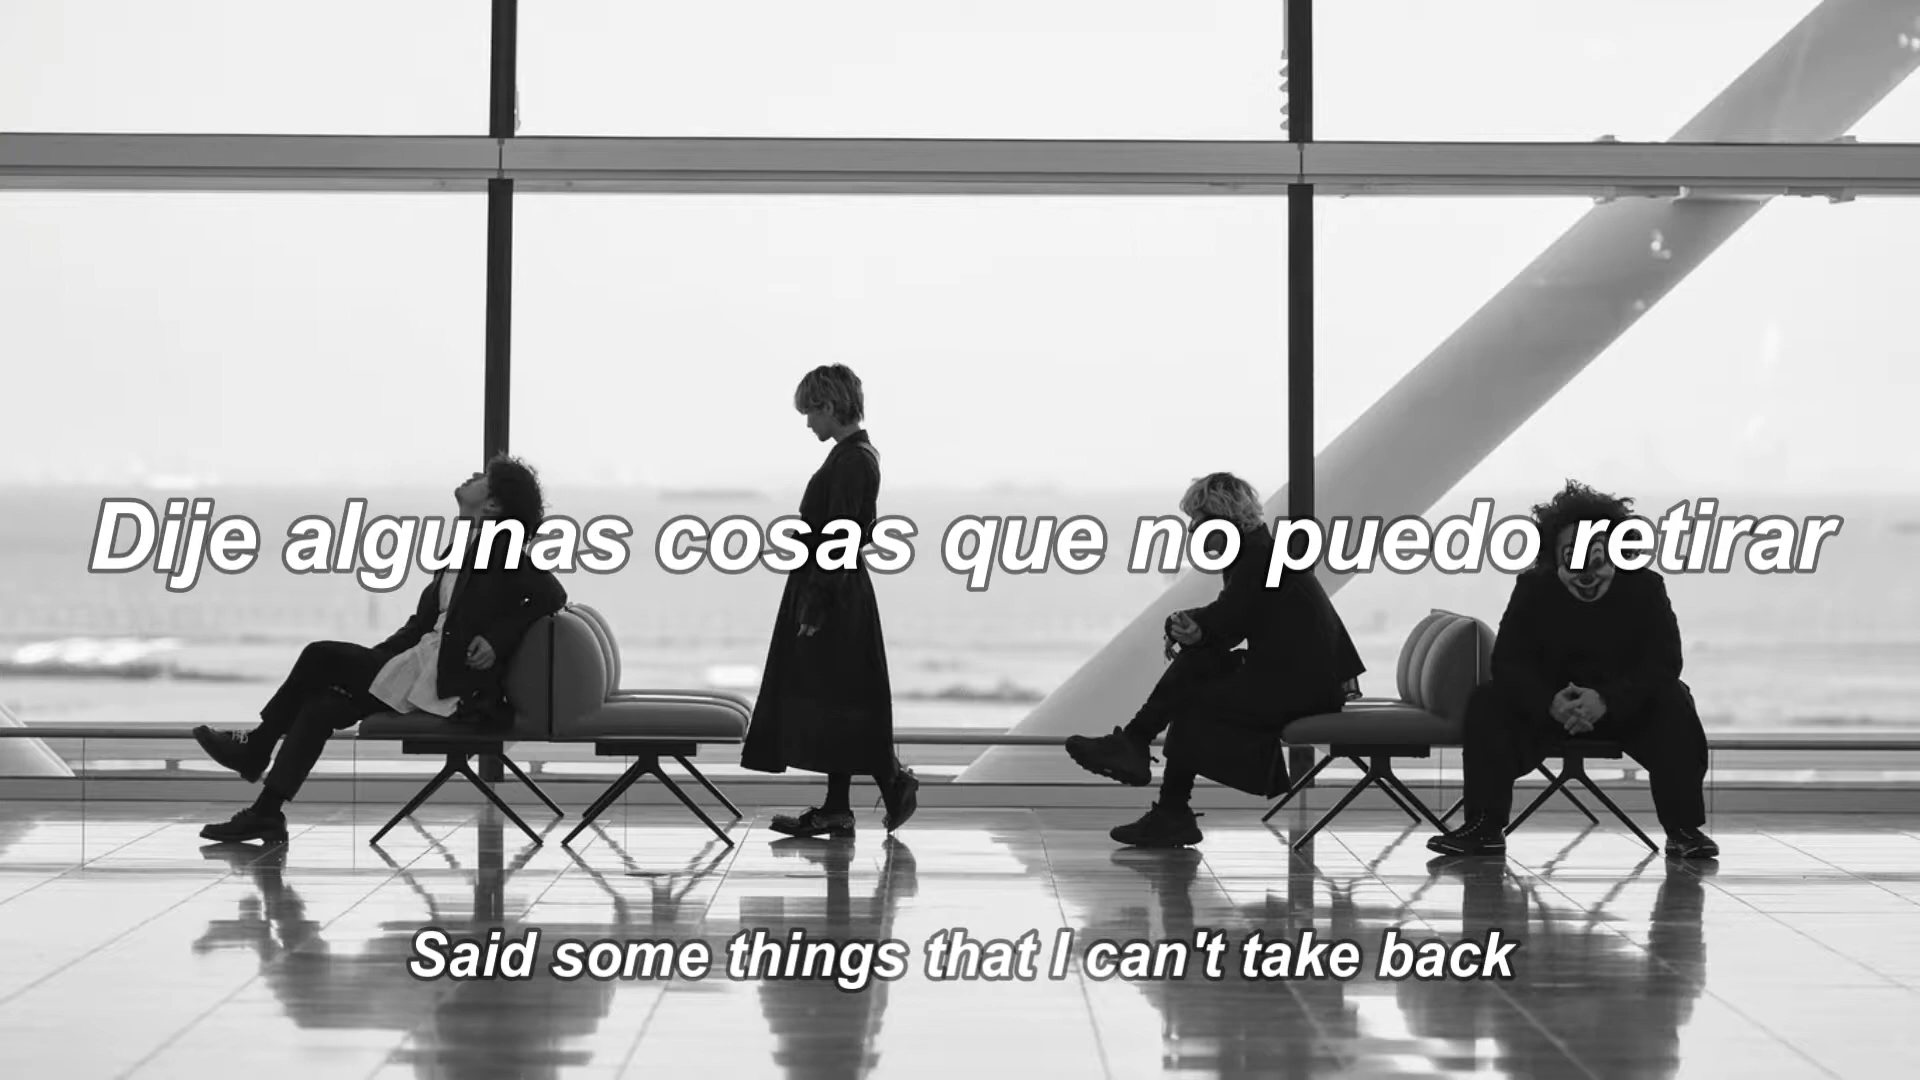 Dije algunas cosas que no puedo retirar
Said some things that I can't take back